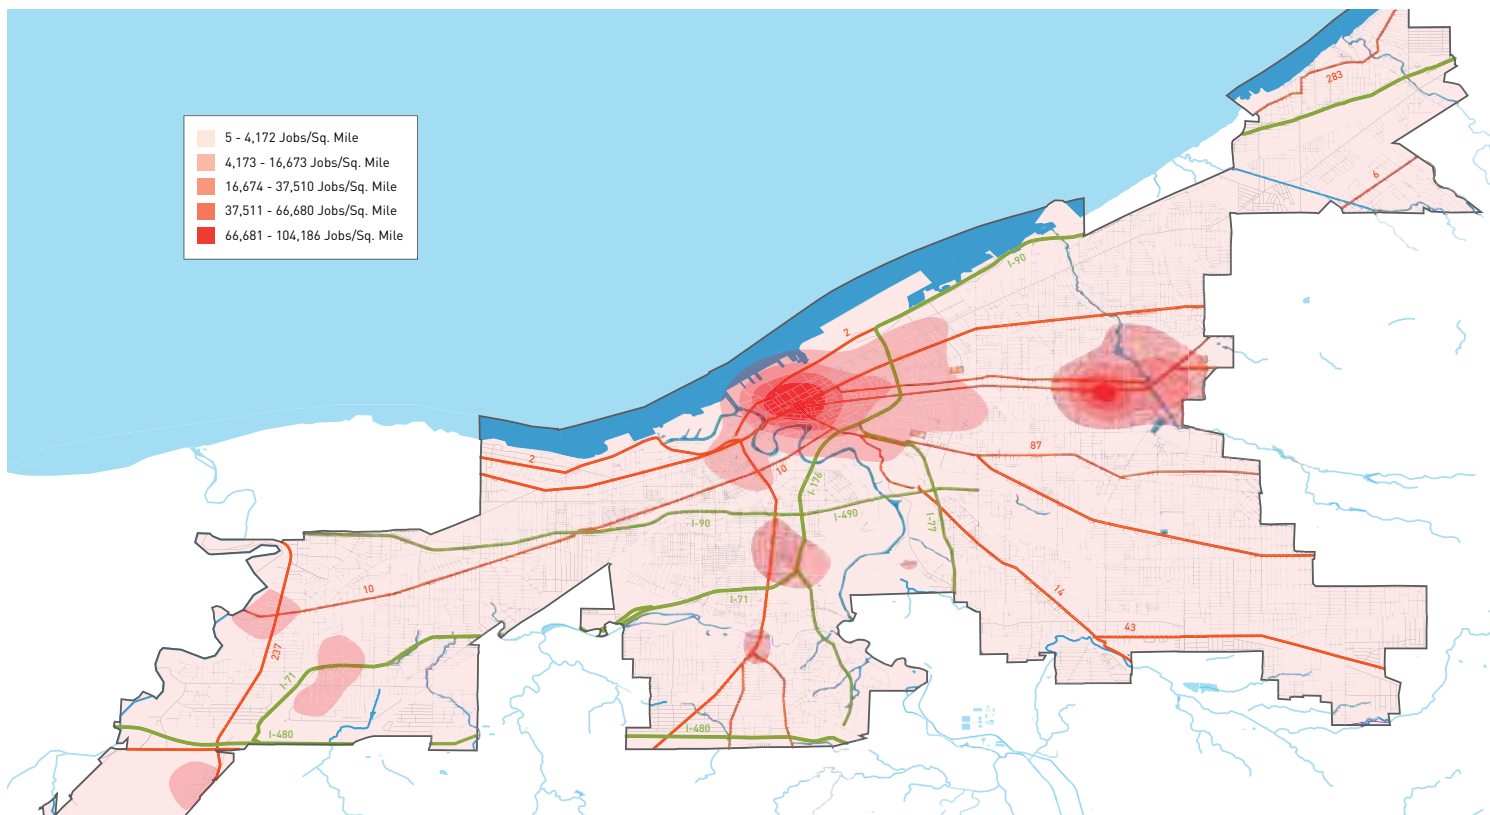 283
5 - 4,172 Jobs/Sq. Mile
4,173 - 16,673 Jobs/Sq. Mile
16,674 - 37,510 Jobs/Sq. Mile
37,511 - 66,680 Jobs/Sq. Mile
66,681 - 104,186 Jobs/Sq. Mile
6
I-90
2
87
2
10
I-176
I-90
I-490
I-77
10
I-71
14
43
237
I-71
I-480
I-480